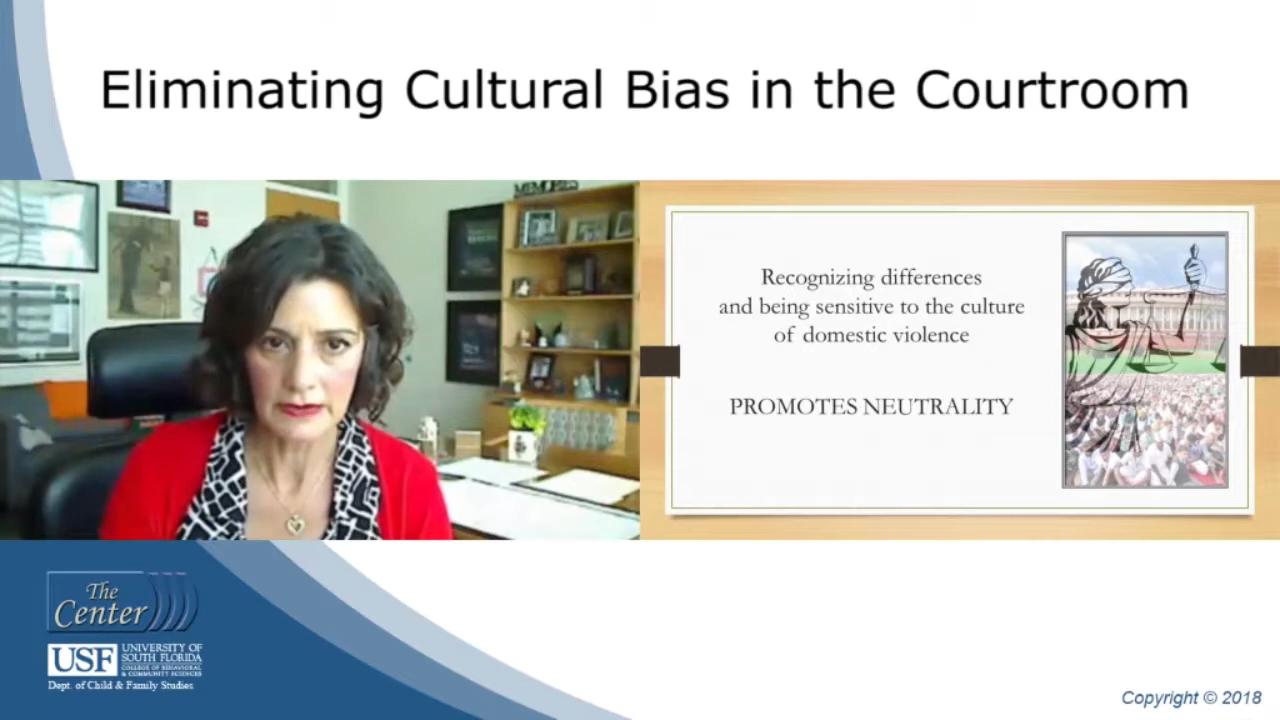 Eliminating Cultural Bias in the Courtroom
MEMORIES
Recognizing differences
and being sensitive to the culture
of domestic violence
PROMOTES NEUTRALITY
The
Center
USF
UNIVERSITY OF
SOUTH FLORIDA
COLLEGE OF BEHAVIORAL
& COMMUNITY SCIENCES
Dept. of Child & Family Studies
Copyright © 2018